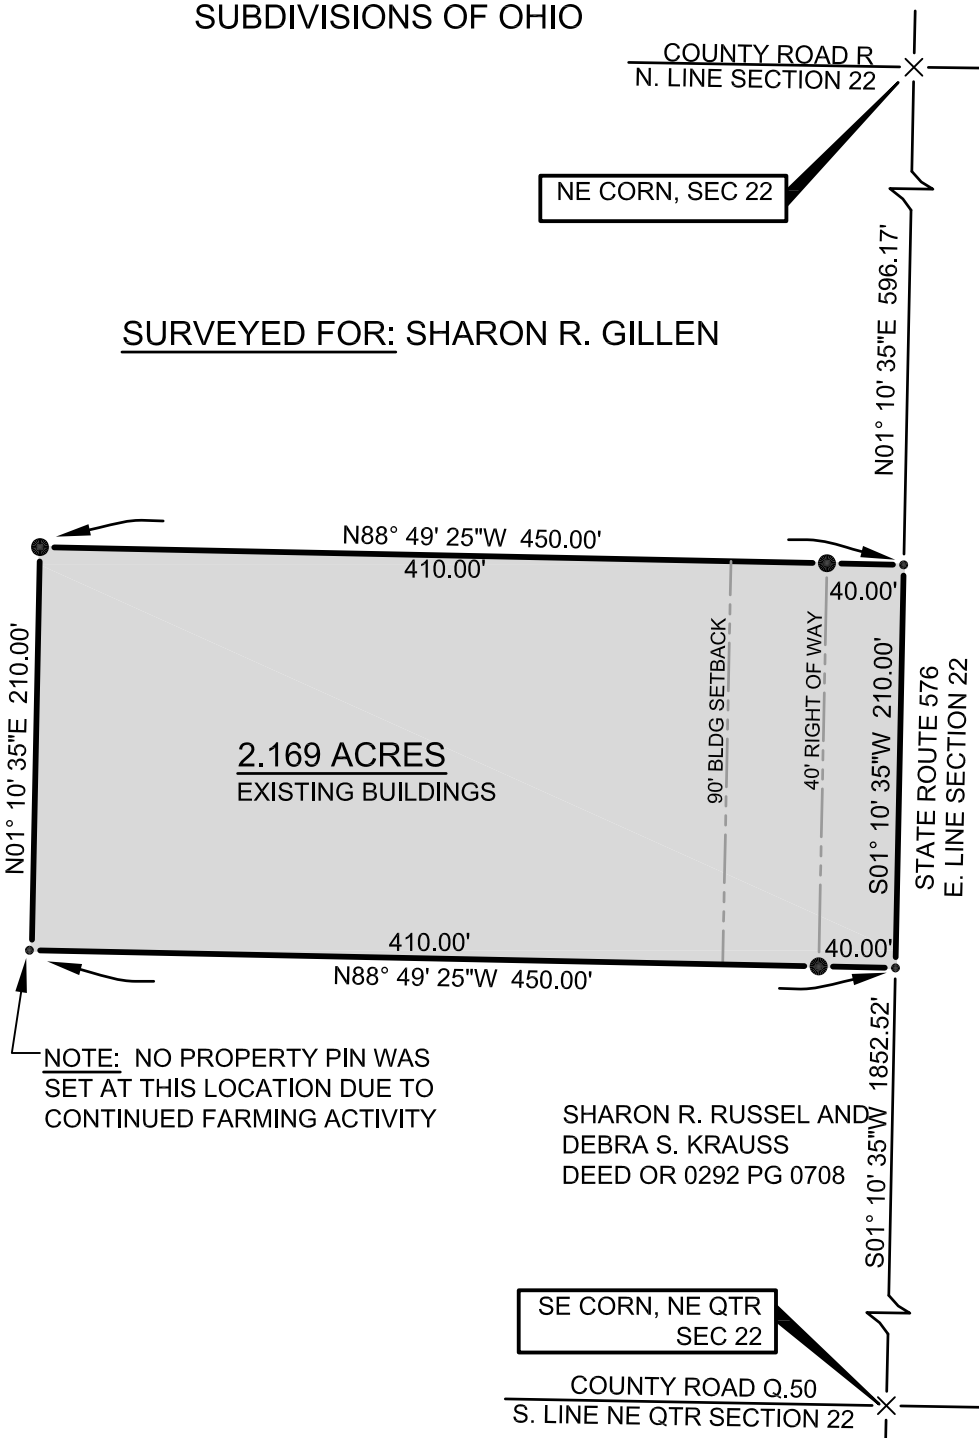 SUBDIVISIONS OF OHIO
COUNTY ROAD R
N. LINE SECTION 22
NE CORN, SEC 22
N01° 10' 35"E 596.17'
SURVEYED FOR: SHARON R. GILLEN
N88° 49' 25"W 450.00'
410.00'
40.00'
N01° 10' 35"E 210.00'
2.169 ACRES
EXISTING BUILDINGS
90' BLDG SETBACK
40' RIGHT OF WAY
S01° 10' 35"W 210.00'
STATE ROUTE 576
E. LINE SECTION 22
410.00'
40.00'
N88° 49' 25"W 450.00'
NOTE: NO PROPERTY PIN WAS
SET AT THIS LOCATION DUE TO
CONTINUED FARMING ACTIVITY
S01° 10' 35"W 1852.52'
SHARON R. RUSSEL AND
DEBRA S. KRAUSS
DEED OR 0292 PG 0708
SE CORN, NE QTR
SEC 22
COUNTY ROAD Q.50
S. LINE NE QTR SECTION 22